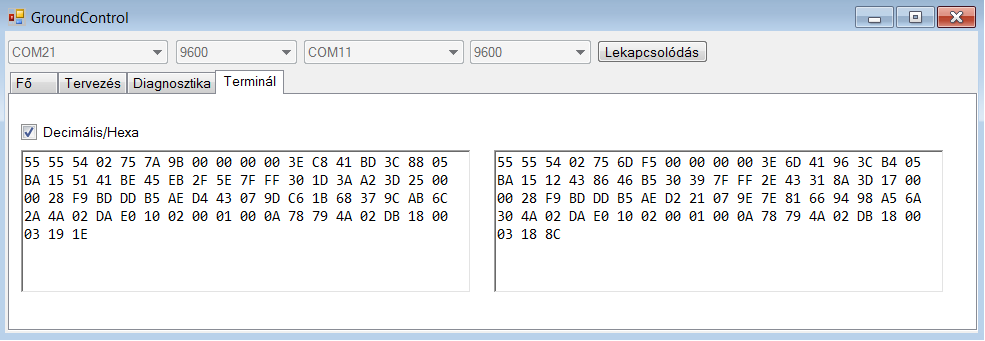 GroundControl
COM21 9600 COM11 9600 Lekapcsolódás
Fő Tervezés Diagnosztika Terminál
Decimális/Hexa
55 55 54 02 75 7A 9B 00 00 00 00 3E C8 41 BD 3C 88 05
BA 15 51 41 BE 45 EB 2F 5E 7F FF 30 1D 3A A2 3D 25 00
00 28 F9 BD DD B5 AE D4 43 07 9D C6 1B 68 37 9C AB 6C
2A 4A 02 DA E0 10 02 00 01 00 0A 78 79 4A 02 DB 18 00
03 19 1E
55 55 54 02 75 6D F5 00 00 00 00 3E 6D 41 96 3C B4 05
BA 15 12 43 86 46 B5 30 39 7F FF 2E 43 31 8A 3D 17 00
00 28 F9 BD DD B5 AE D2 21 07 9E 7E 81 66 94 98 A5 6A
30 4A 02 DA E0 10 02 00 01 00 0A 78 79 4A 02 DB 18 00
03 18 8C